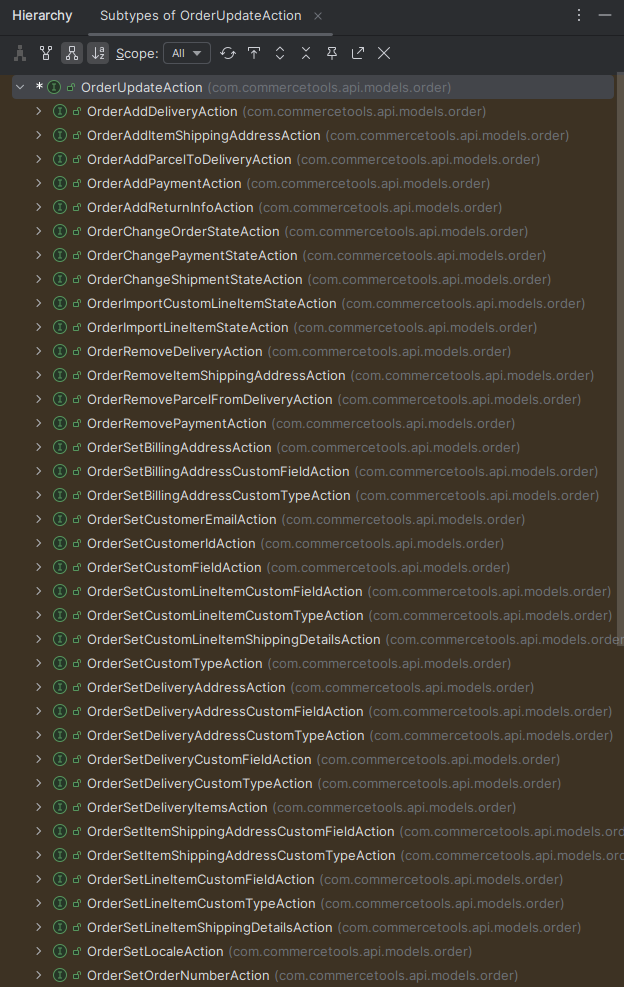 Hierarchy Subtypes of OrderUpdateAction
Scope: All
* OrderUpdateAction (com.commercetools.api.models.order)
OrderAddDeliveryAction (com.commercetools.api.models.order)
OrderAddItemShippingAddressAction (com.commercetools.api.models.order)
OrderAddParcelToDeliveryAction (com.commercetools.api.models.order)
OrderAddPaymentAction (com.commercetools.api.models.order)
OrderAddReturnInfoAction (com.commercetools.api.models.order)
OrderChangeOrderStateAction (com.commercetools.api.models.order)
OrderChangePaymentStateAction (com.commercetools.api.models.order)
OrderChangeShipmentStateAction (com.commercetools.api.models.order)
OrderImportCustomLineItemStateAction (com.commercetools.api.models.order)
OrderImportLineItemStateAction (com.commercetools.api.models.order)
OrderRemoveDeliveryAction (com.commercetools.api.models.order)
OrderRemoveItemShippingAddressAction (com.commercetools.api.models.order)
OrderRemoveParcelFromDeliveryAction (com.commercetools.api.models.order)
OrderRemovePaymentAction (com.commercetools.api.models.order)
OrderSetBillingAddressAction (com.commercetools.api.models.order)
OrderSetBillingAddressCustomFieldAction (com.commercetools.api.models.order)
OrderSetBillingAddressCustomTypeAction (com.commercetools.api.models.order)
OrderSetCustomerEmailAction (com.commercetools.api.models.order)
OrderSetCustomerIdAction (com.commercetools.api.models.order)
OrderSetCustomFieldAction (com.commercetools.api.models.order)
OrderSetCustomLineItemCustomFieldAction (com.commercetools.api.models.order)
OrderSetCustomLineItemCustomTypeAction (com.commercetools.api.models.order)
OrderSetCustomLineItemShippingDetailsAction (com.commercetools.api.models.order
OrderSetCustomTypeAction (com.commercetools.api.models.order)
OrderSetDeliveryAddressAction (com.commercetools.api.models.order)
OrderSetDeliveryAddressCustomFieldAction (com.commercetools.api.models.order)
OrderSetDeliveryAddressCustomTypeAction (com.commercetools.api.models.order)
OrderSetDeliveryCustomFieldAction (com.commercetools.api.models.order)
OrderSetDeliveryCustomTypeAction (com.commercetools.api.models.order)
OrderSetDeliveryItemsAction (com.commercetools.api.models.order)
OrderSetItemShippingAddressCustomFieldAction (com.commercetools.api.models.orc
OrderSetItemShippingAddressCustomTypeAction (com.commercetools.api.models.orc
OrderSetLineItemCustomFieldAction (com.commercetools.api.models.order)
OrderSetLineItemCustomTypeAction (com.commercetools.api.models.order)
OrderSetLineItemShippingDetailsAction (com.commercetools.api.models.order)
OrderSetLocaleAction (com.commercetools.api.models.order)
OrderSetOrderNumberAction (com.commercetools.api.models.order)